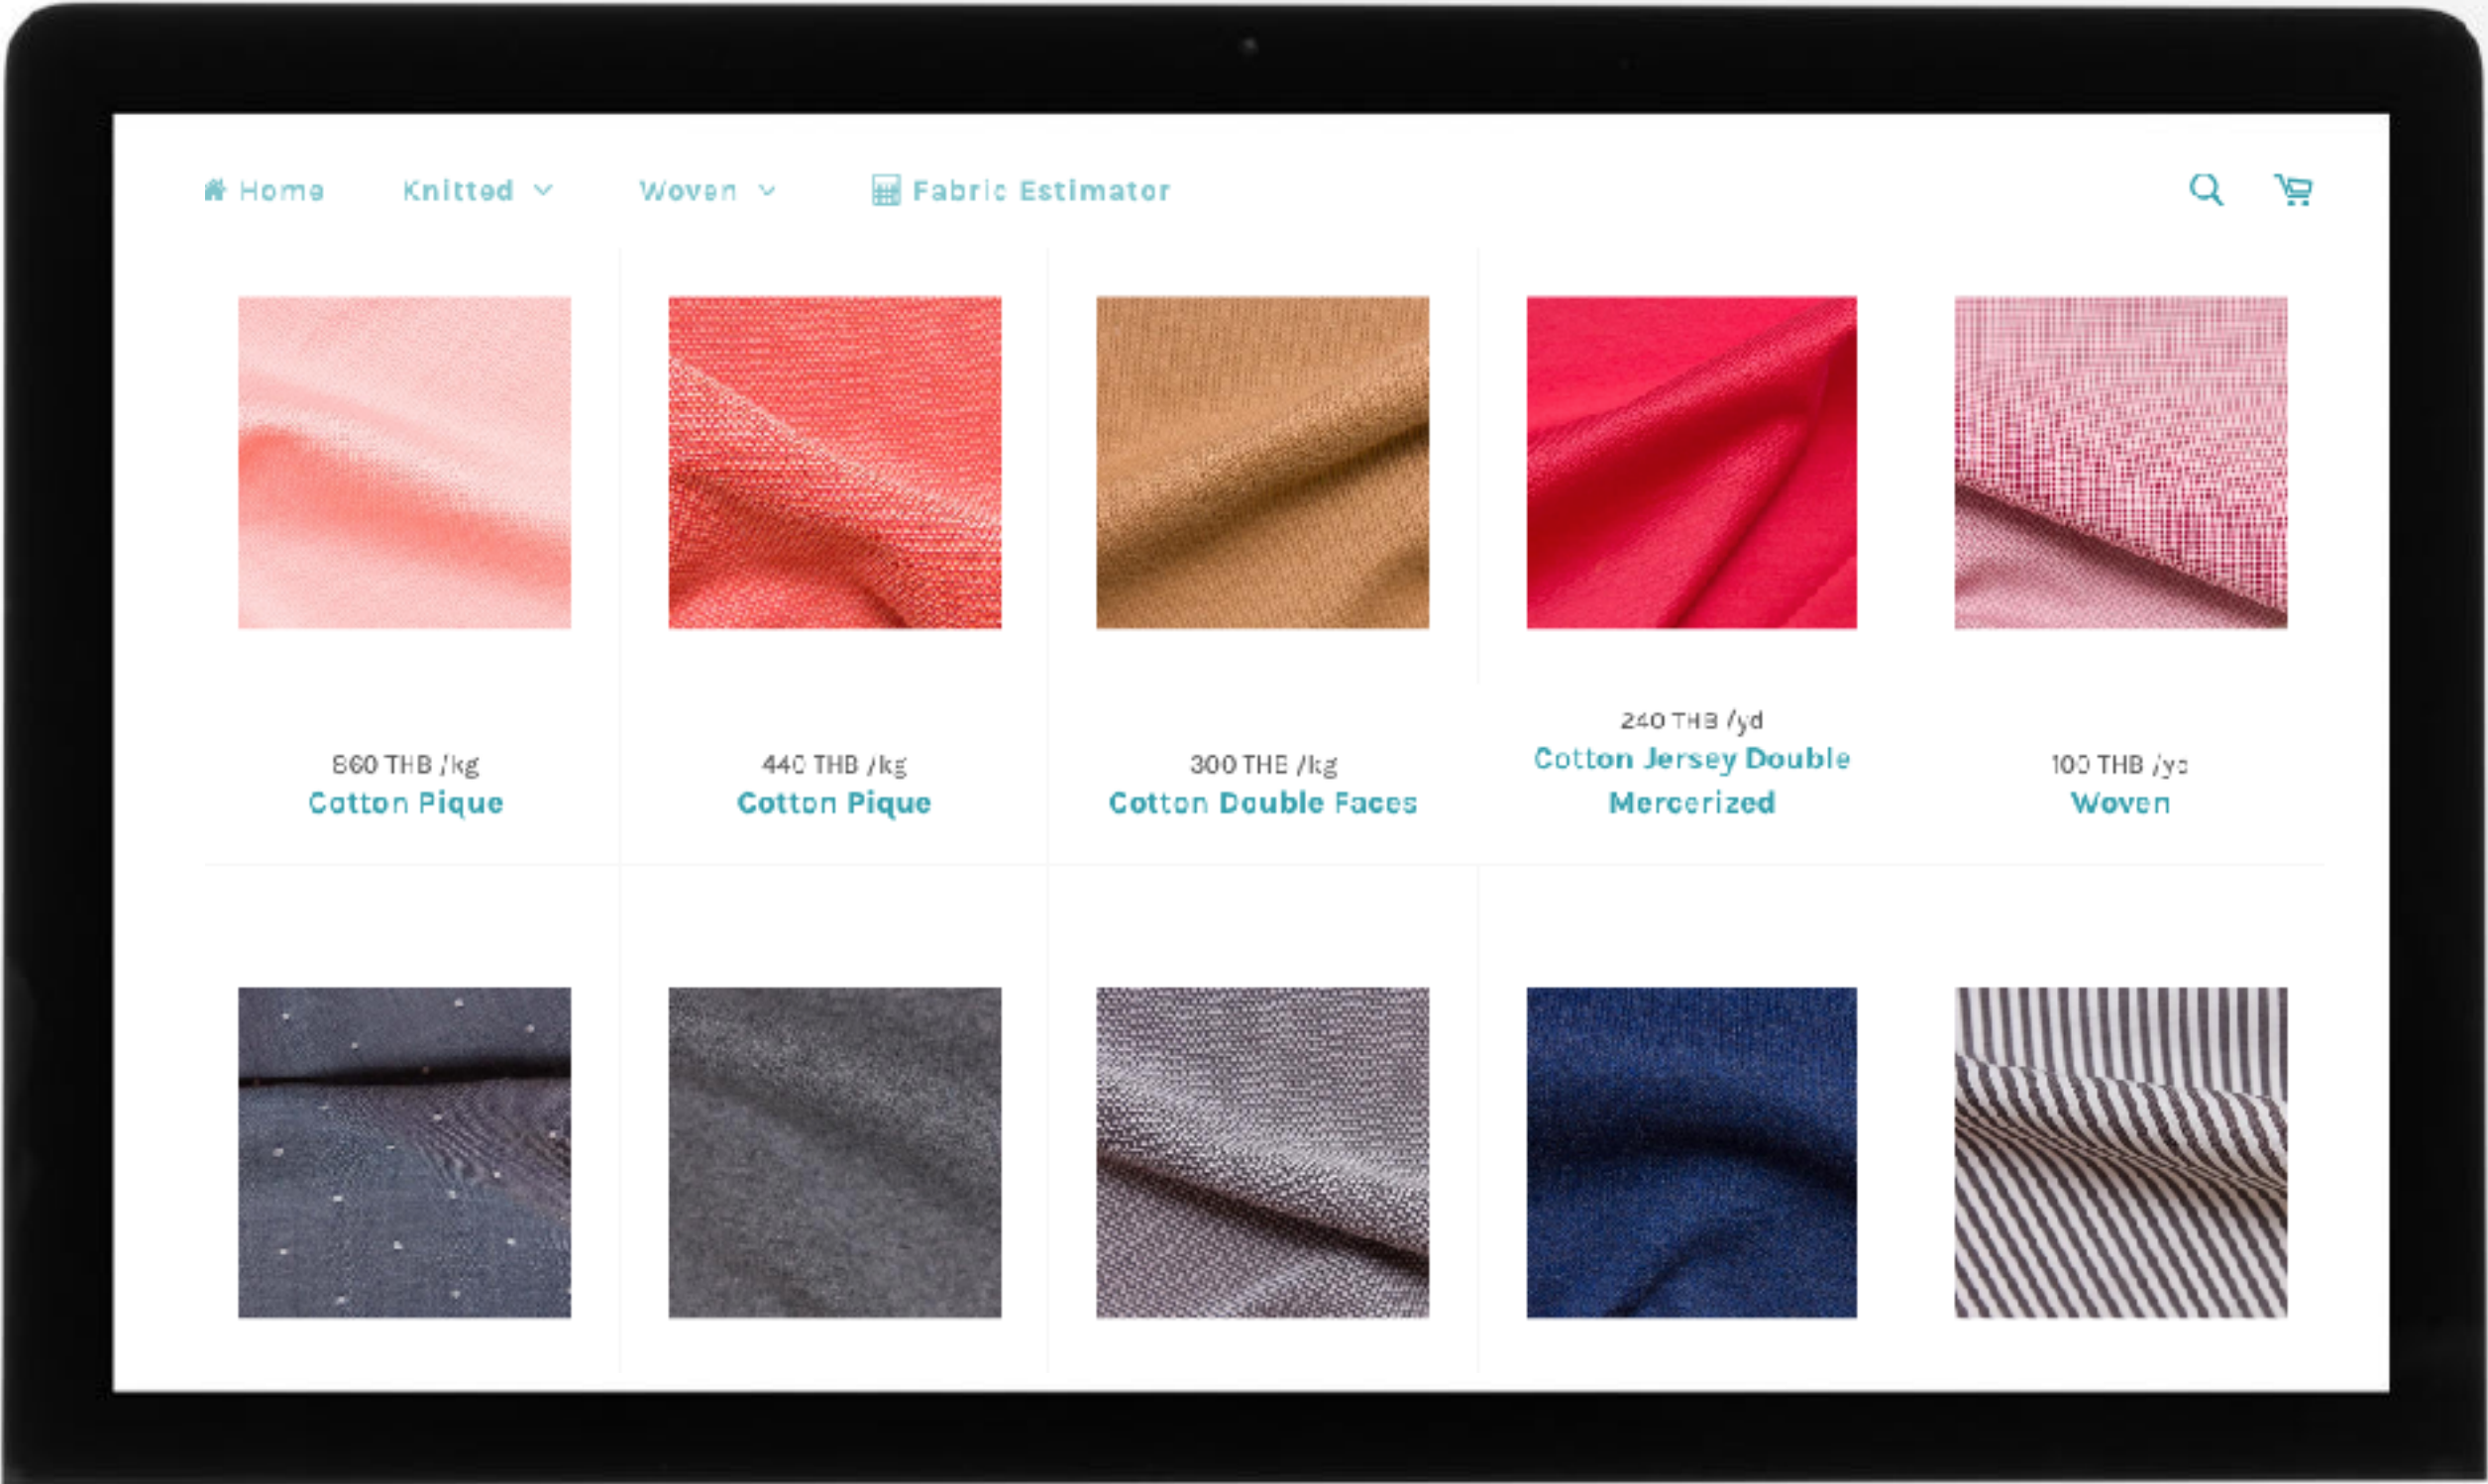 Home Knitted Woven Fabric Estimator
860 THB /kg
Cotton Pique
440 THB /kg
Cotton Pique
300 THB /kg
Cotton Double Faces
240 THB /yd
Cotton Jersey Double
Mercerized
100 THB /yd
Woven